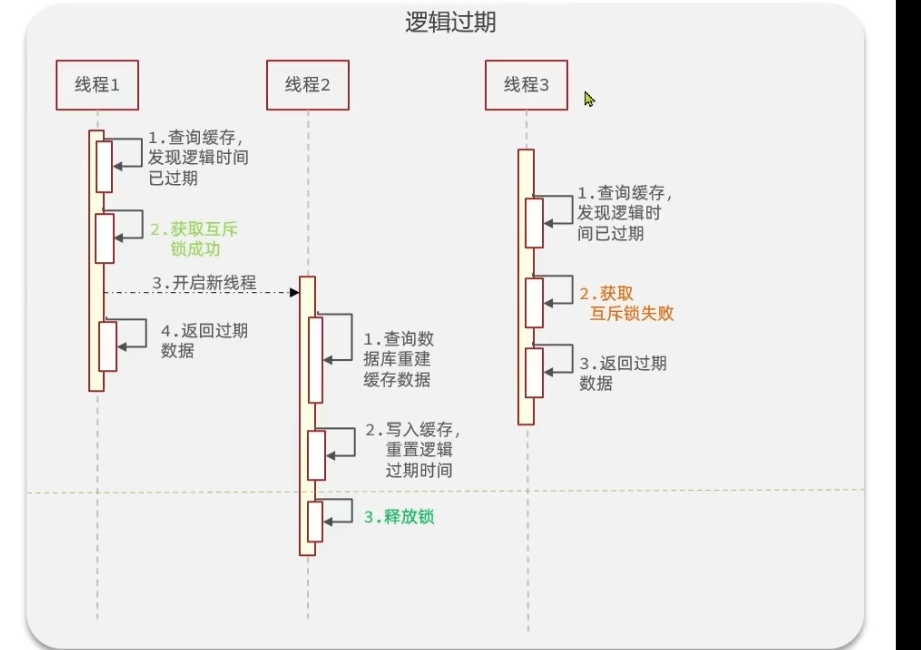 逻辑过期
线程1
线程2
线程3
1.查询缓存，
发现逻辑时间
已过期
2.获取互斥
锁成功
3.开启新线程
4.返回过期
数据
1.查询数
据库重建
缓存数据
2.写入缓存，
重置逻辑
过期时间
3.释放锁
1.查询缓存，
发现逻辑时
间已过期
2.获取
互斥锁失败
3.返回过期
数据